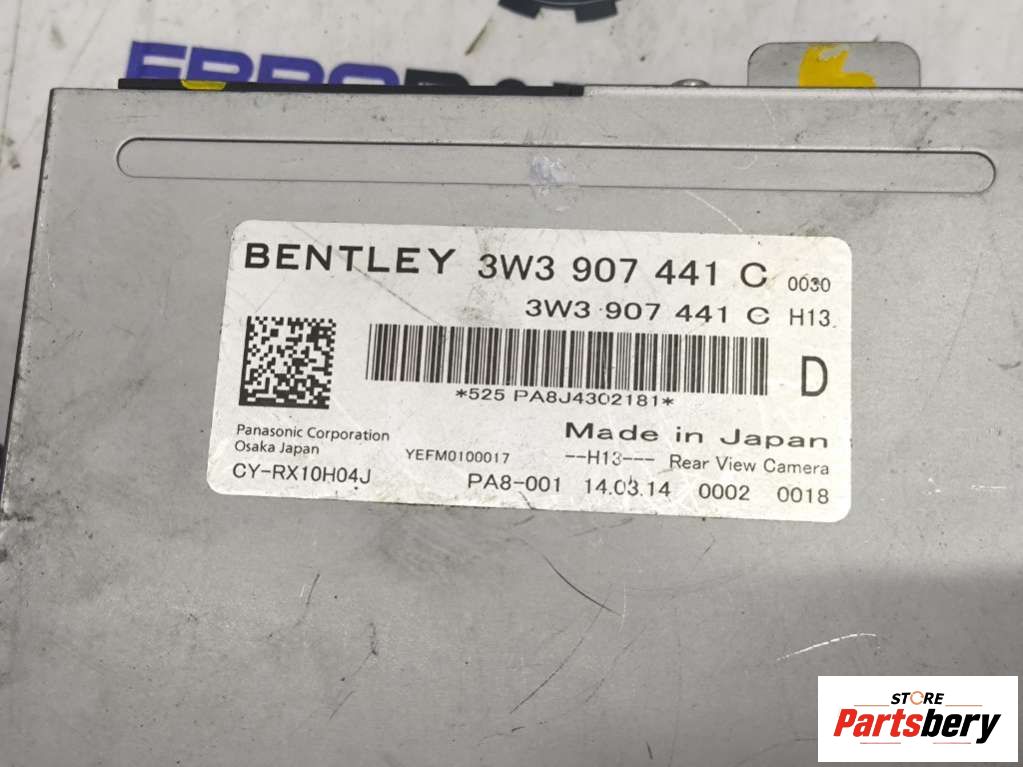 BENTLEY 3W3 907 441 C 0030
3W3 907 441 C H13
D
*525 PA8J4302181*
Made in Japan
Panasonic Corporation
Osaka Japan
YEFM0100017 --H13--- Rear View Camera
CY-RX10H04J PA8-001 14.03.14 0002 0018
STORE
Partsbery